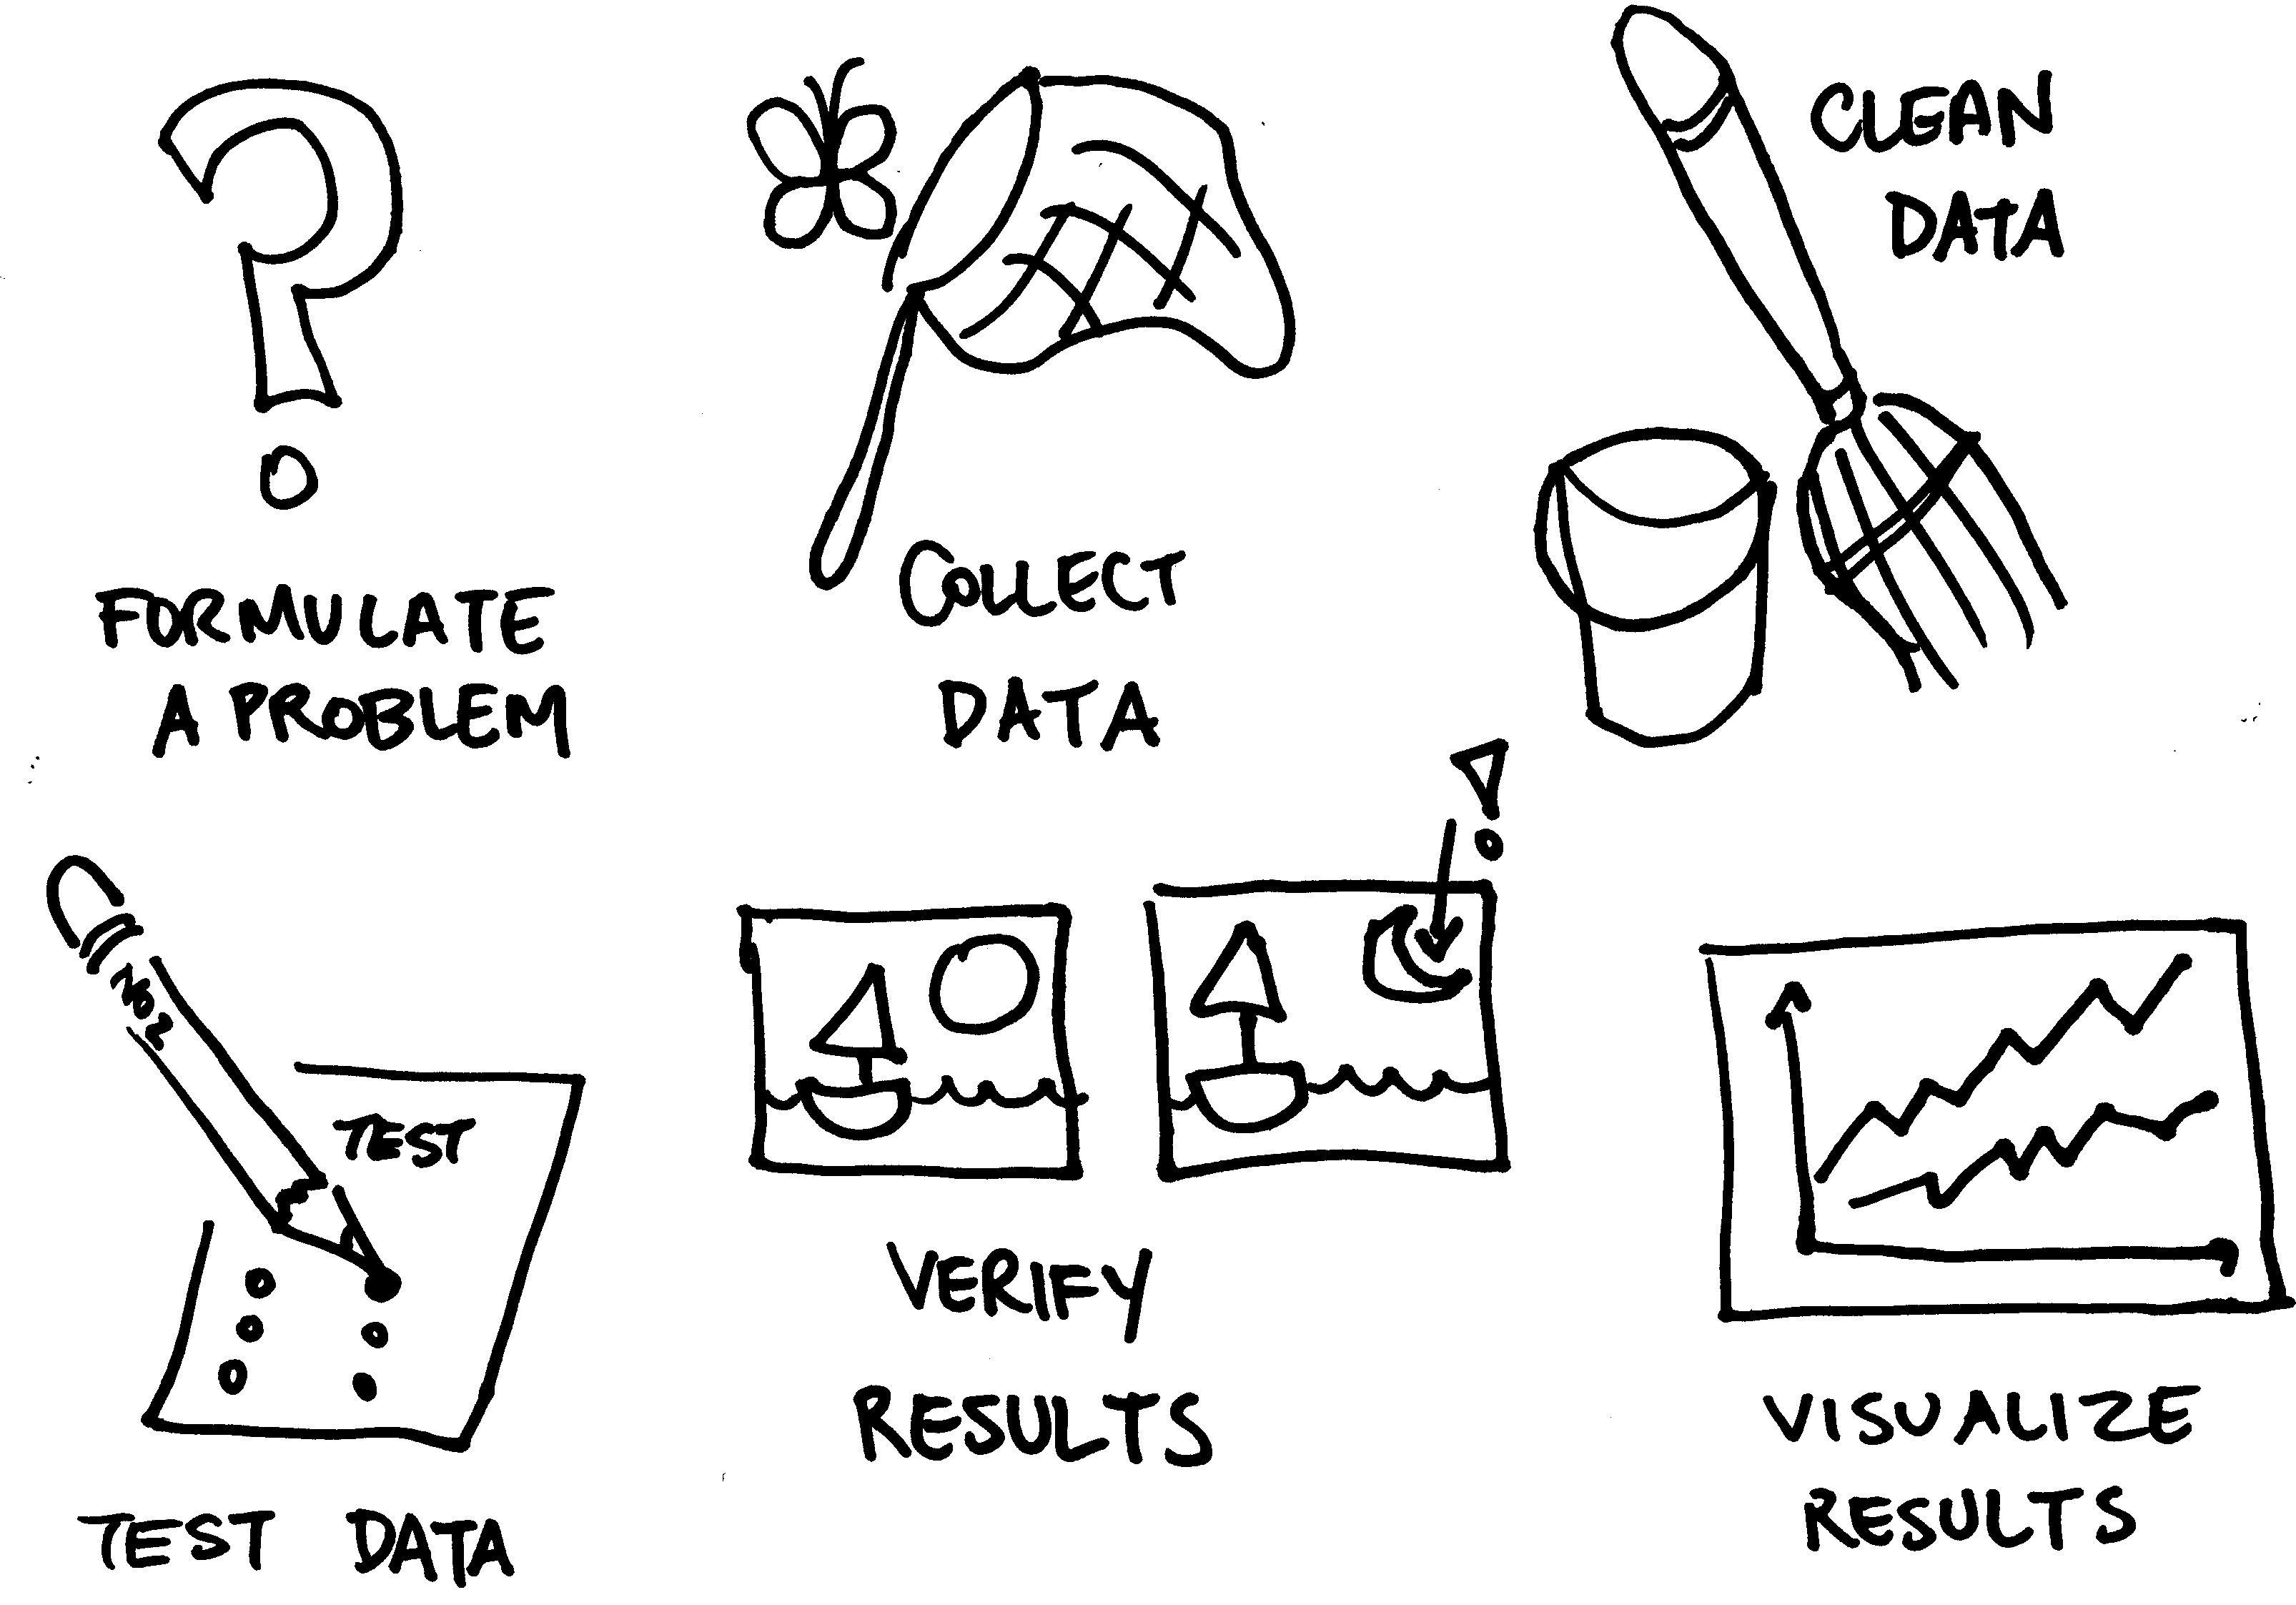 FORMULATE
A PROBLEM
COLLECT
DATA
CLEAN
DATA
TEST
TEST DATA
VERIFY
RESULTS
VISUALIZE
RESULTS